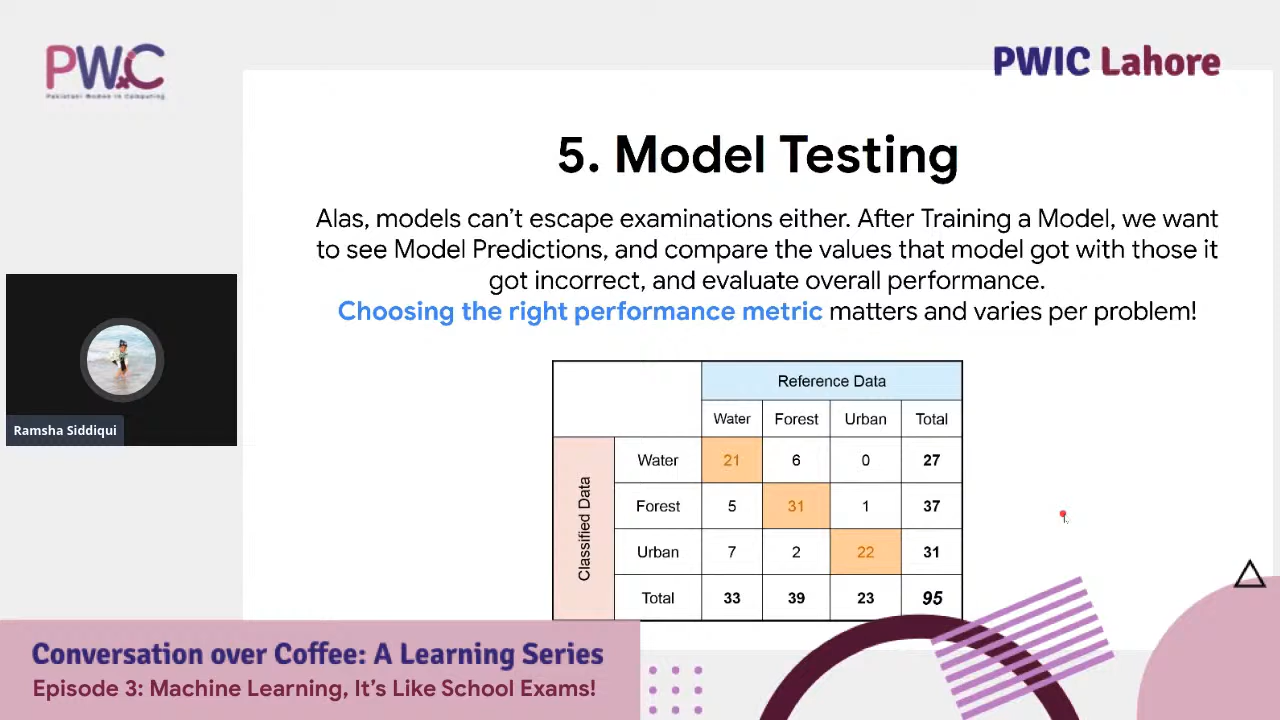 PWiC
Pakistani Women in Computing
PWIC Lahore
5. Model Testing
Alas, models can't escape examinations either. After Training a Model, we want
to see Model Predictions, and compare the values that model got with those it
got incorrect, and evaluate overall performance.
Choosing the right performance metric matters and varies per problem!
Reference Data
Water Forest Urban Total
Classified Data
Water 21 6 0 27
Forest 5 31 1 37
Urban 7 2 22 31
Total 33 39 23 95
Ramsha Siddiqui
Conversation over Coffee: A Learning Series
Episode 3: Machine Learning, It's Like School Exams!